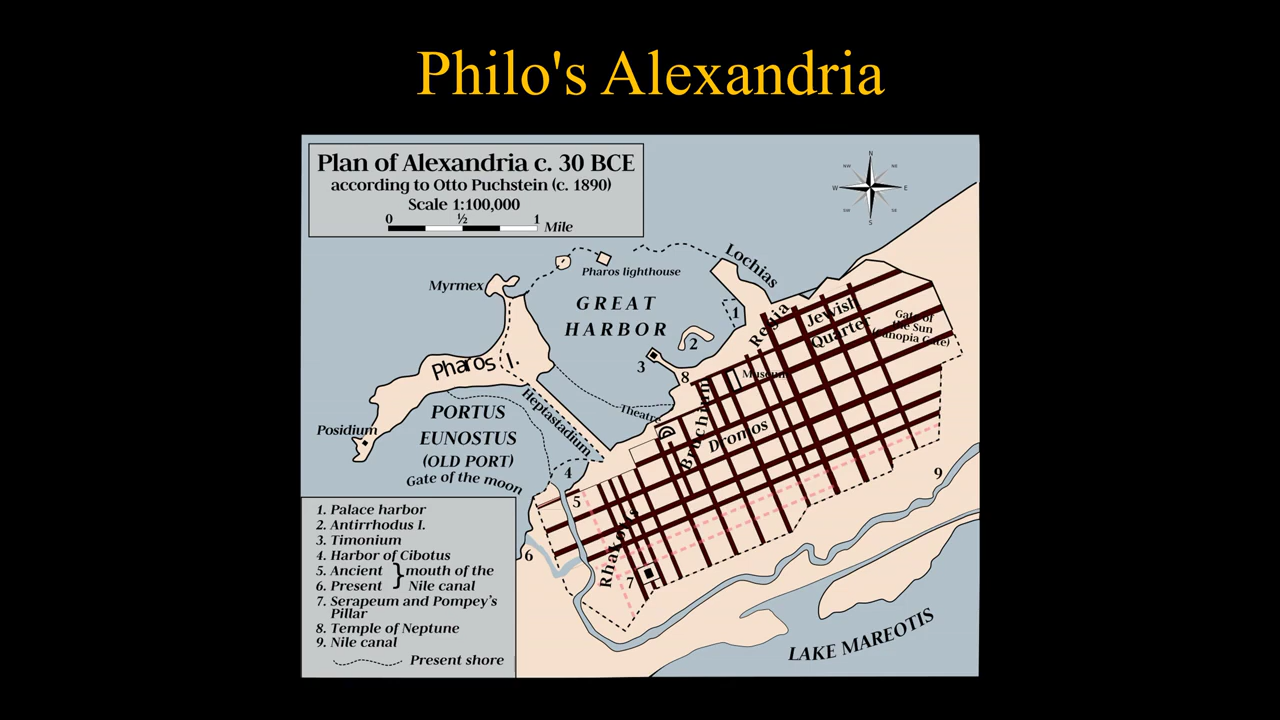 Philo's Alexandria
Plan of Alexandria c. 30 BCE
according to Otto Puchstein (c. 1890)
Scale 1:100,000
0 ½ 1 Mile
N
NW NE
W E
SW SE
S
Lochias
Pharos lighthouse
Myrmex
GREAT
HARBOR
1
2
3
8
Regia
Jewish
Quarter
Gate of
the Sun
(Canopia Gate)
Museum
Pharos I.
Heptastadium
Theatre
Bruchium
Dromos
PORTUS
EUNOSTUS
(OLD PORT)
Posidium
Gate of the moon
4
5
6
7
9
Rhakotis
LAKE MAREOTIS
1. Palace harbor
2. Antirrhodus I.
3. Timonium
4. Harbor of Cibotus
5. Ancient } mouth of the
6. Present } Nile canal
7. Serapeum and Pompey's
Pillar
8. Temple of Neptune
9. Nile canal
Present shore